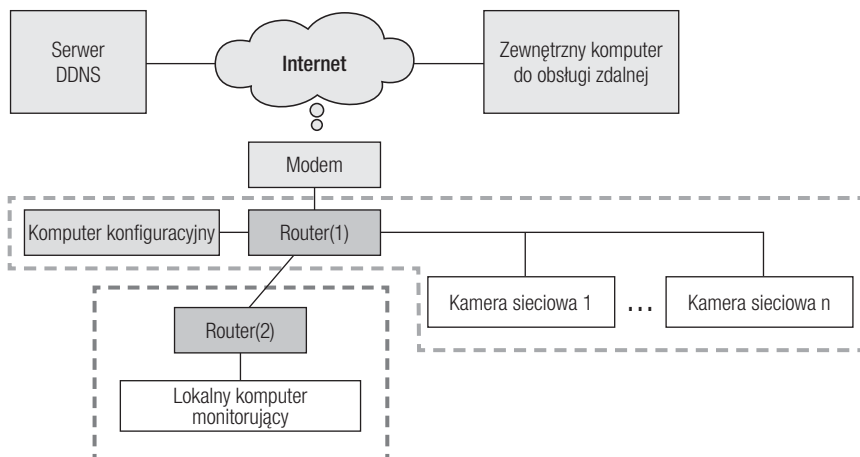 Serwer
DDNS
Internet
Zewnętrzny komputer
do obsługi zdalnej
Modem
Komputer konfiguracyjny
Router(1)
Kamera sieciowa 1
...
Kamera sieciowa n
Router(2)
Lokalny komputer
monitorujący